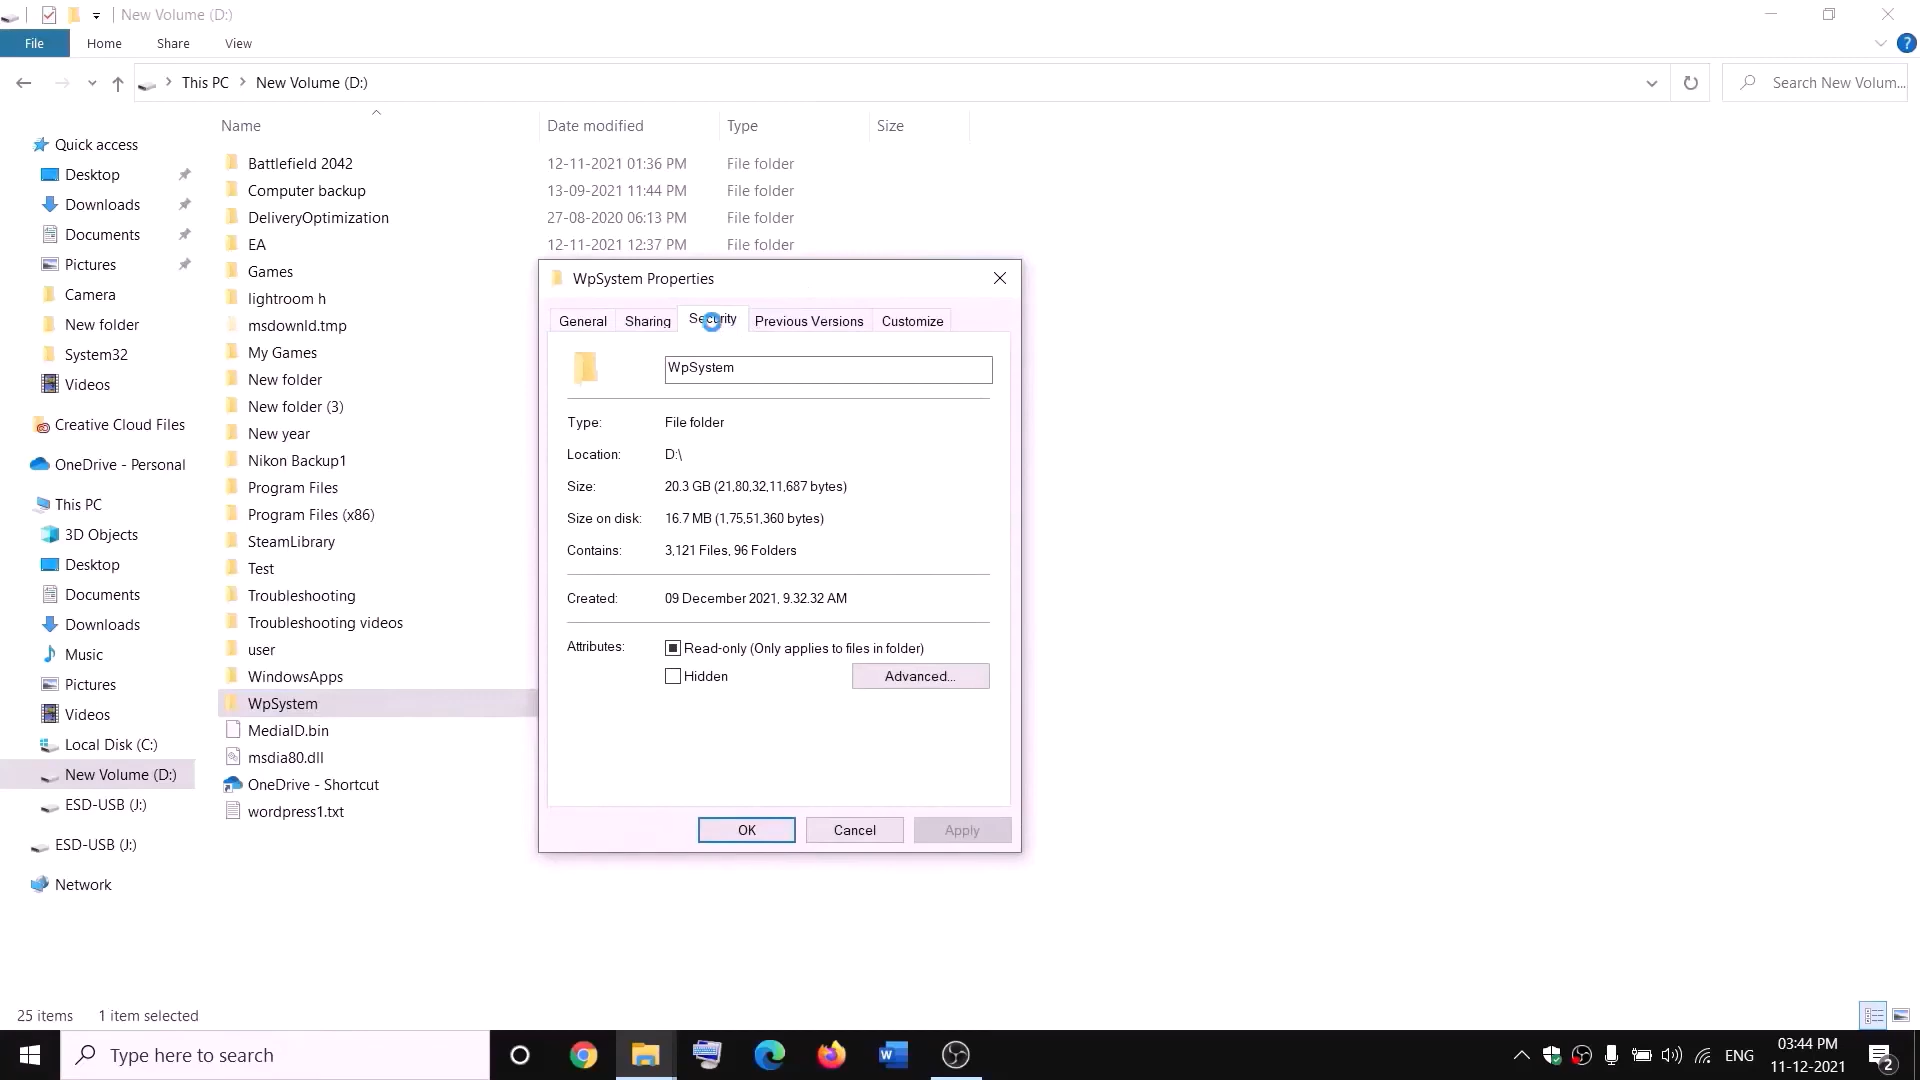 New Volume (D:)
File
Home
Share
View
?
This PC
New Volume (D:)
Search New Volum...
Name
Date modified
Type
Size
Quick access
Desktop
Downloads
Documents
Pictures
Camera
New folder
System32
Videos
Creative Cloud Files
OneDrive - Personal
This PC
3D Objects
Desktop
Documents
Downloads
Music
Pictures
Videos
Local Disk (C:)
New Volume (D:)
ESD-USB (J:)
ESD-USB (J:)
Network
Battlefield 2042 12-11-2021 01:36 PM File folder
Computer backup 13-09-2021 11:44 PM File folder
DeliveryOptimization 27-08-2020 06:13 PM File folder
EA 12-11-2021 12:37 PM File folder
Games
lightroom h
msdownld.tmp
My Games
New folder
New folder (3)
New year
Nikon Backup1
Program Files
Program Files (x86)
SteamLibrary
Test
Troubleshooting
Troubleshooting videos
user
WindowsApps
WpSystem
MediaID.bin
msdia80.dll
OneDrive - Shortcut
wordpress1.txt
WpSystem Properties
General
Sharing
Security
Previous Versions
Customize
WpSystem
Type: File folder
Location: D:\
Size: 20.3 GB (21,80,32,11,687 bytes)
Size on disk: 16.7 MB (1,75,51,360 bytes)
Contains: 3,121 Files, 96 Folders
Created: 09 December 2021, 9.32.32 AM
Attributes: Read-only (Only applies to files in folder)
Hidden
Advanced...
OK
Cancel
Apply
25 items 1 item selected
Type here to search
W
ENG
03:44 PM
11-12-2021
2